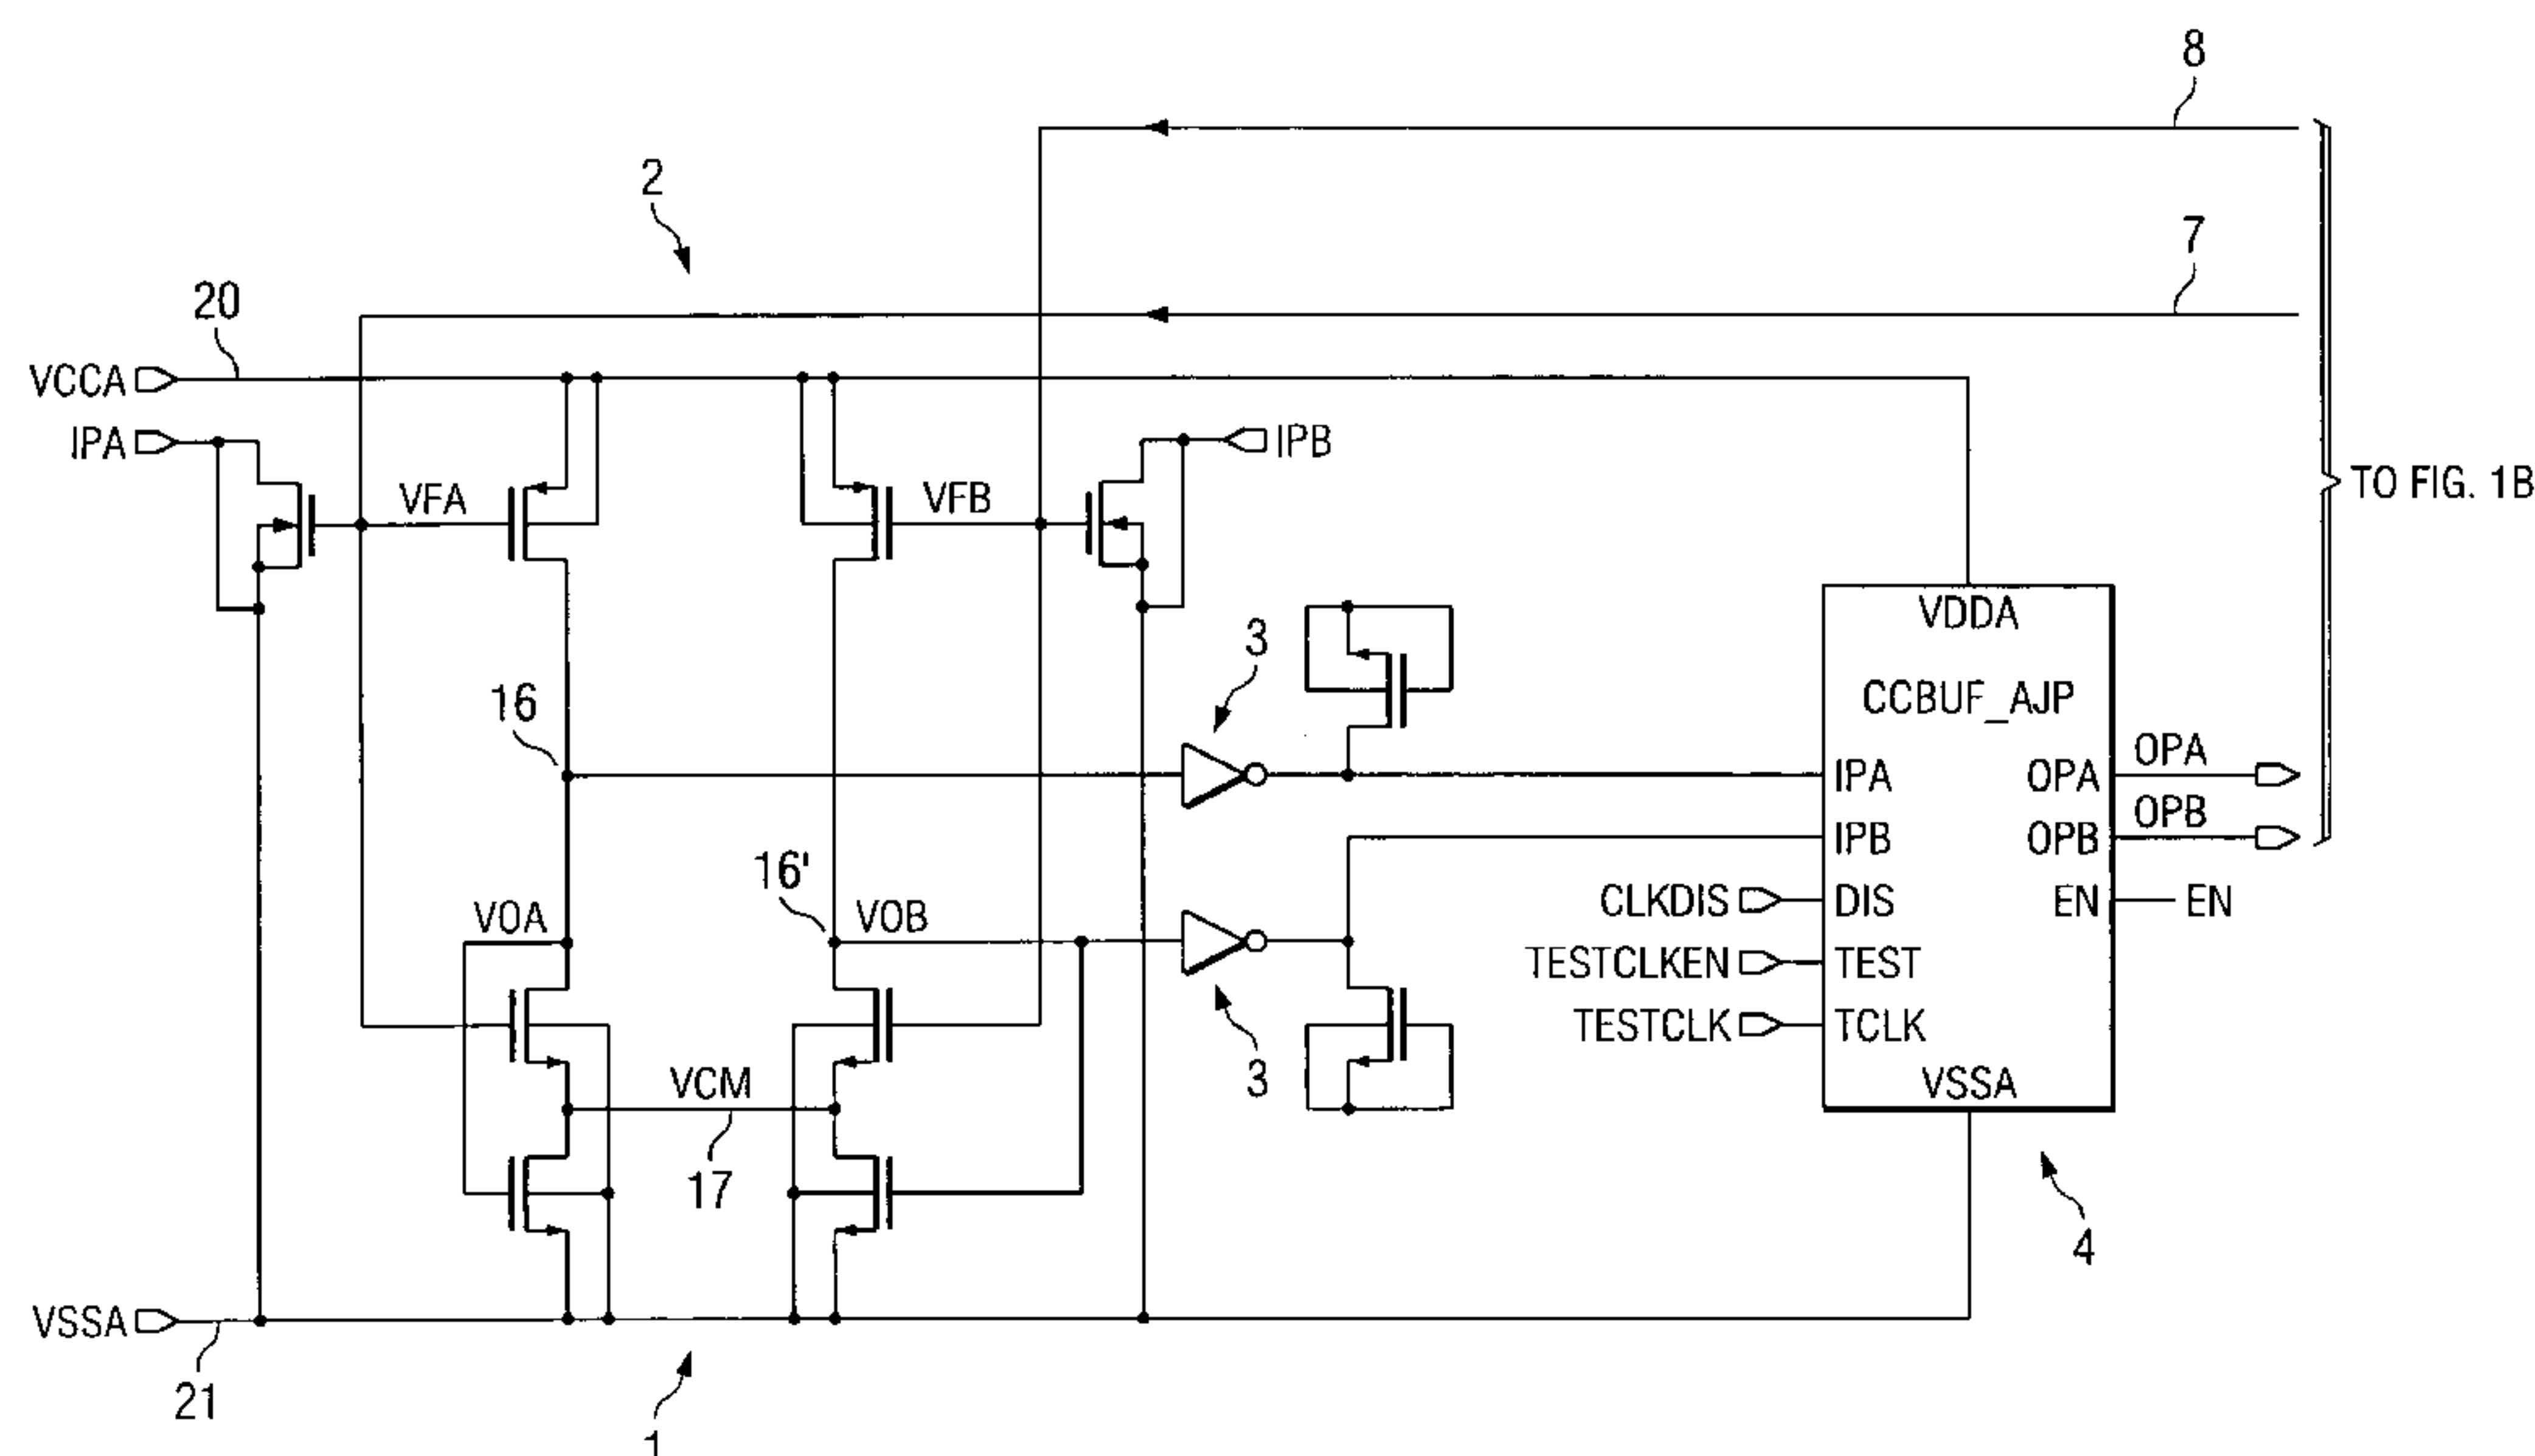 8
2
7
20
VCCA
IPA
IPB
VFA
VFB
TO FIG. 1B
VDDA
3
16
CCBUF_AJP
IPA
OPA
OPA
IPB
OPB
OPB
16'
VOA
VOB
CLKDIS
DIS
EN
EN
TESTCLKEN
TEST
TESTCLK
TCLK
3
VCM
17
VSSA
4
VSSA
21
1